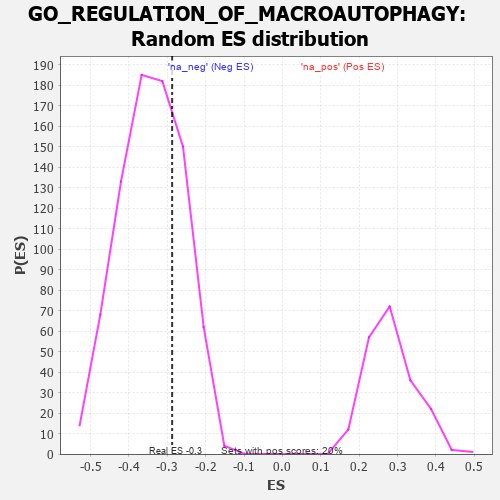 GO_REGULATION_OF_MACROAUTOPHAGY:
Random ES distribution
'na_neg' (Neg ES)
'na_pos' (Pos ES)
190
180
170
160
150
140
130
120
110
100
90
80
70
60
50
40
30
20
10
0
P(ES)
Real ES -0.3
Sets with pos scores: 20%
-0.5 -0.4 -0.3 -0.2 -0.1 0.0 0.1 0.2 0.3 0.4 0.5
ES